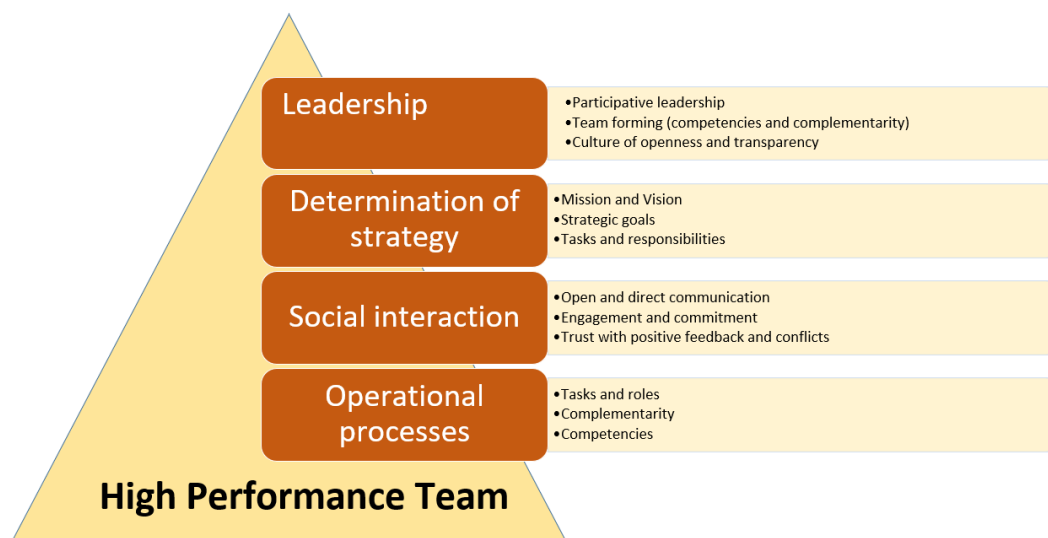 Leadership
•Participative leadership
•Team forming (competencies and complementarity)
•Culture of openness and transparency
Determination of
strategy
•Mission and Vision
•Strategic goals
•Tasks and responsibilities
Social interaction
•Open and direct communication
•Engagement and commitment
•Trust with positive feedback and conflicts
Operational
processes
•Tasks and roles
•Complementarity
•Competencies
High Performance Team